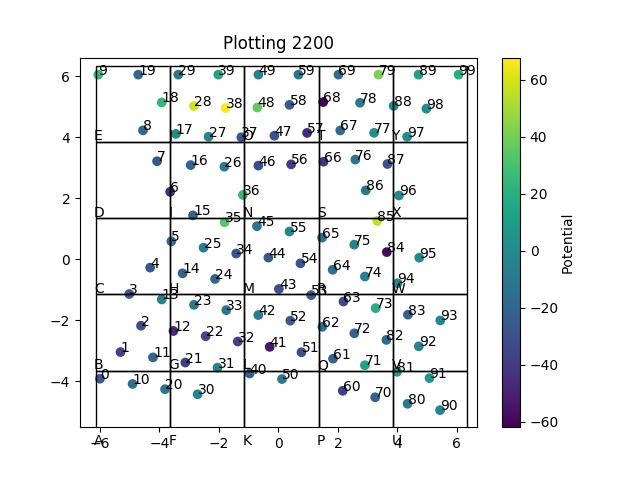 Plotting 2200
9 19 29 39 49 59 69 79 89 99
18 28 38 48 58 68 78 88 98
8 17 27 37 47 57 67 77 87 97
E T Y
7 16 26 46 56 66 76 87
6 36 86 96
D I N S X
15 35 45 55 65 85
5 25 34 44 54 64 75 84 95
4 14 24 74 94
C H M R W
3 13 23 33 43 53 63 73 83 93
2 12 22 32 42 52 62 72 82 92
1 11 21 31 41 51 61 71 81 91
B G L Q V
0 10 20 30 40 50 60 70 80 90
A F K P U
−6 −4 −2 0 2 4 6
6
4
2
0
−2
−4
60
40
20
0
−20
−40
−60
Potential